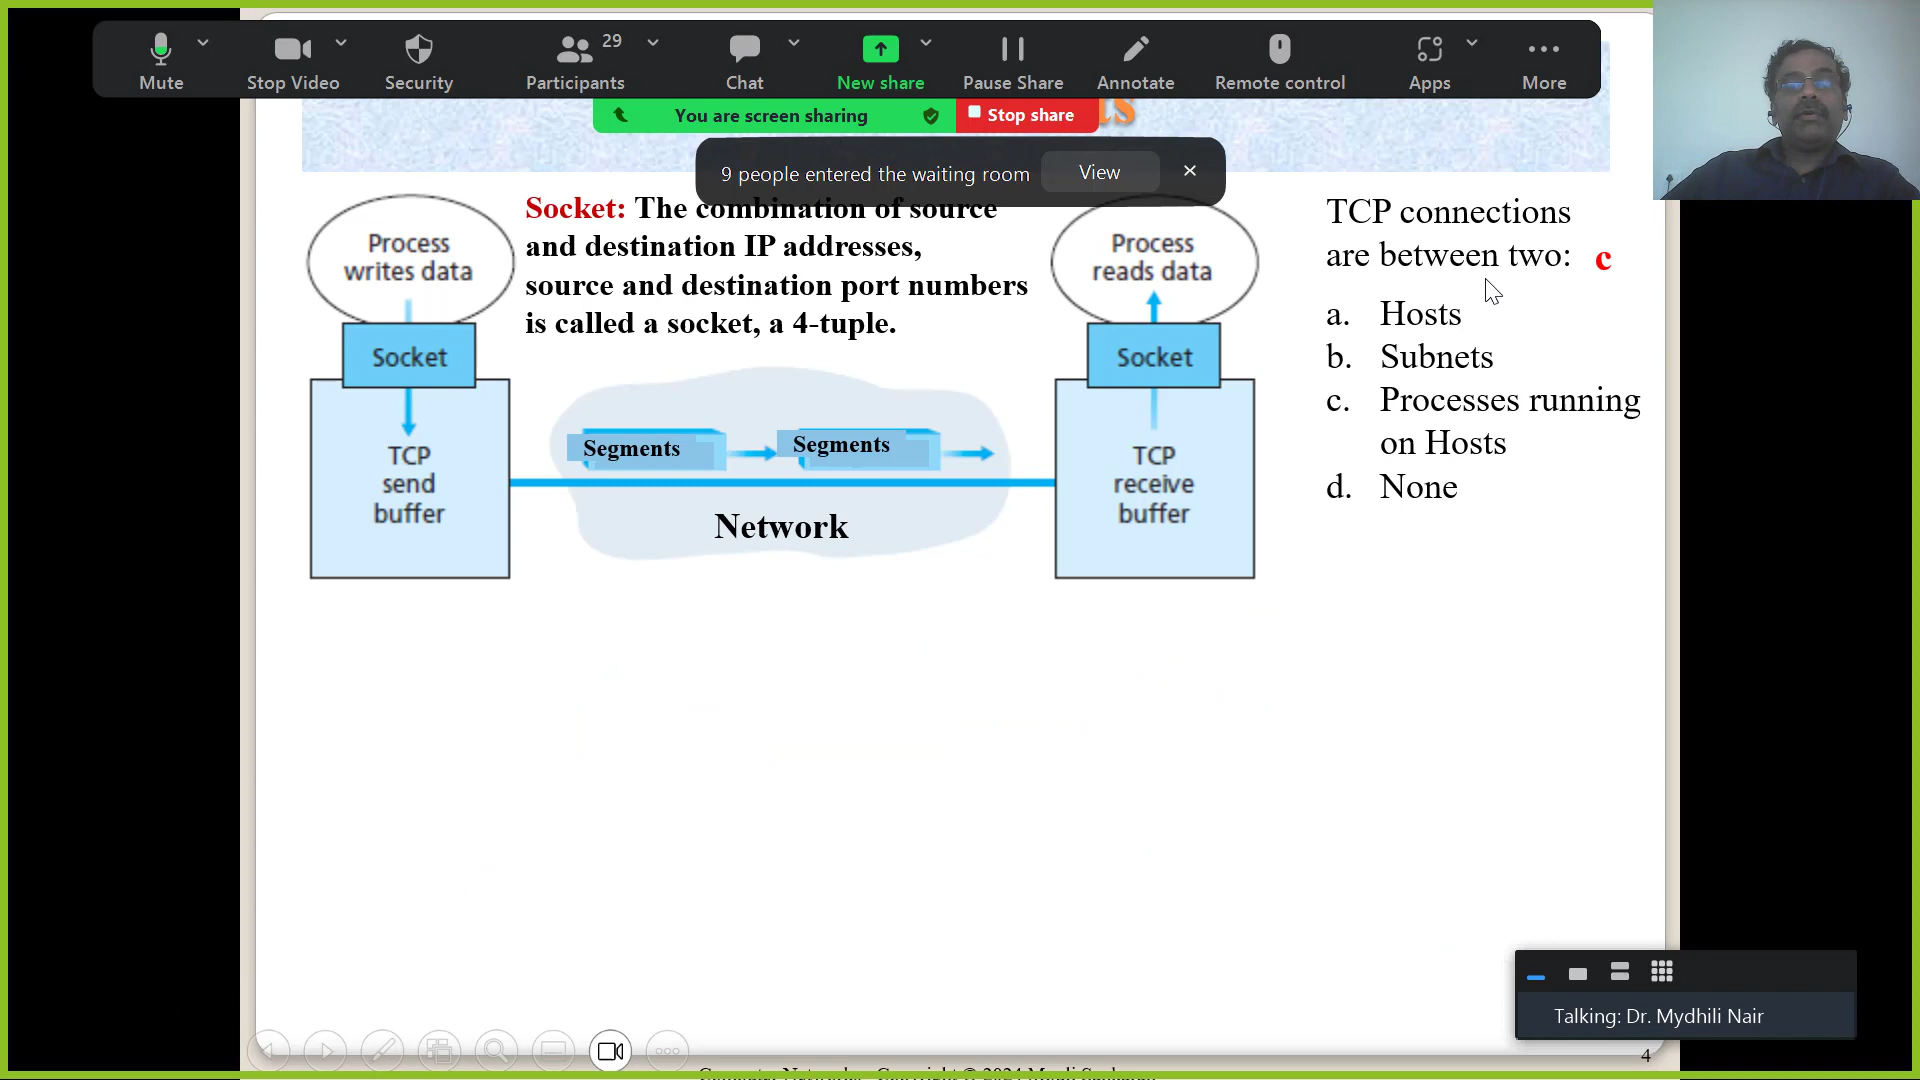 Mute
Stop Video
Security
Participants
29
Chat
New share
Pause Share
Annotate
Remote control
Apps
More
You are screen sharing
Stop share
ts
9 people entered the waiting room
View
Process
writes data
Socket: The combination of source
and destination IP addresses,
source and destination port numbers
is called a socket, a 4-tuple.
Process
reads data
TCP connections
are between two: c
a. Hosts
b. Subnets
c. Processes running
on Hosts
d. None
Socket
Socket
Segments
Segments
TCP
send
buffer
Network
TCP
receive
buffer
Talking: Dr. Mydhili Nair
4